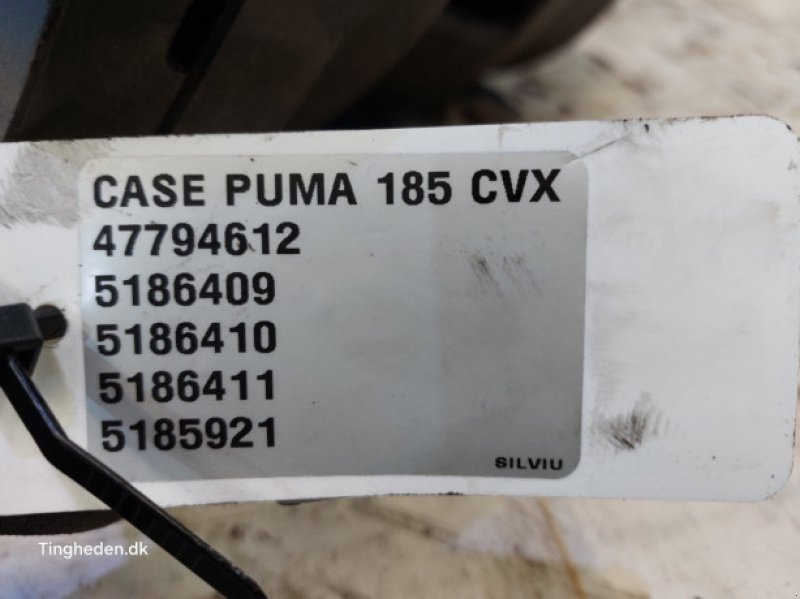 CASE PUMA 185 CVX
47794612
5186409
5186410
5186411
5185921
SILVIU
Tingheden.dk